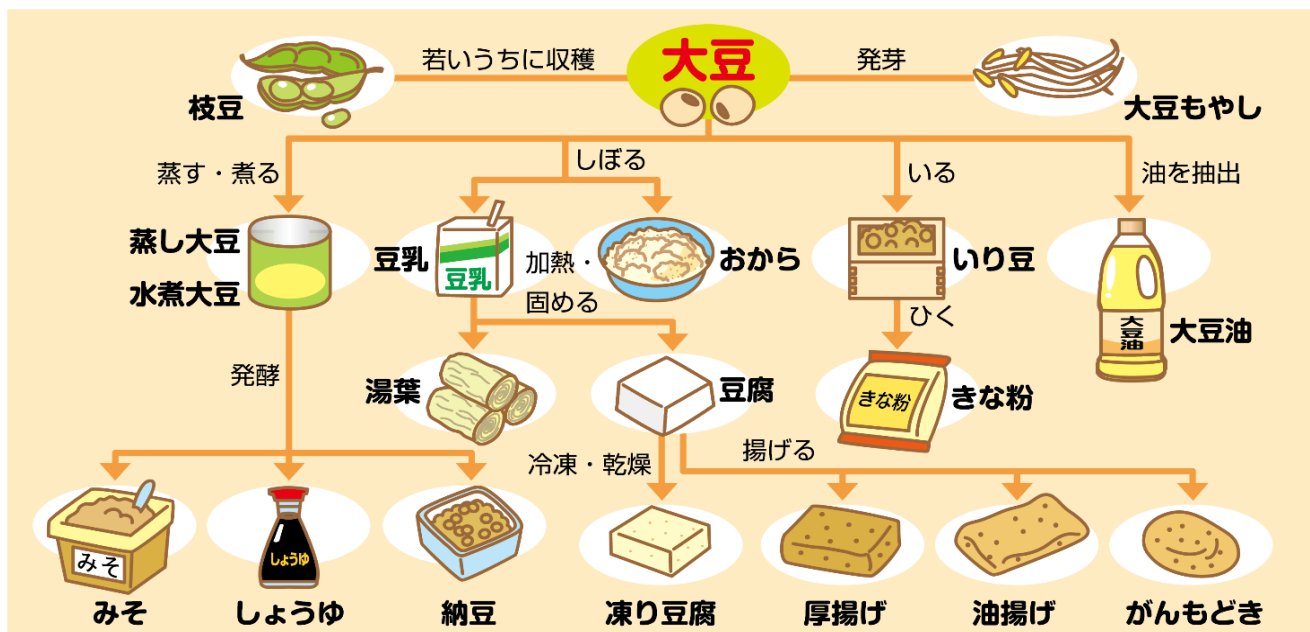 大豆
若いうちに収穫
発芽
枝豆
大豆もやし
蒸す・煮る
しぼる
いる
油を抽出
蒸し大豆
水煮大豆
豆乳
豆乳
加熱・
固める
おから
いり豆
ひく
大豆油
大豆油
発酵
湯葉
豆腐
きな粉
きな粉
冷凍・乾燥
揚げる
みそ
しょうゆ
みそ
しょうゆ
納豆
凍り豆腐
厚揚げ
油揚げ
がんもどき